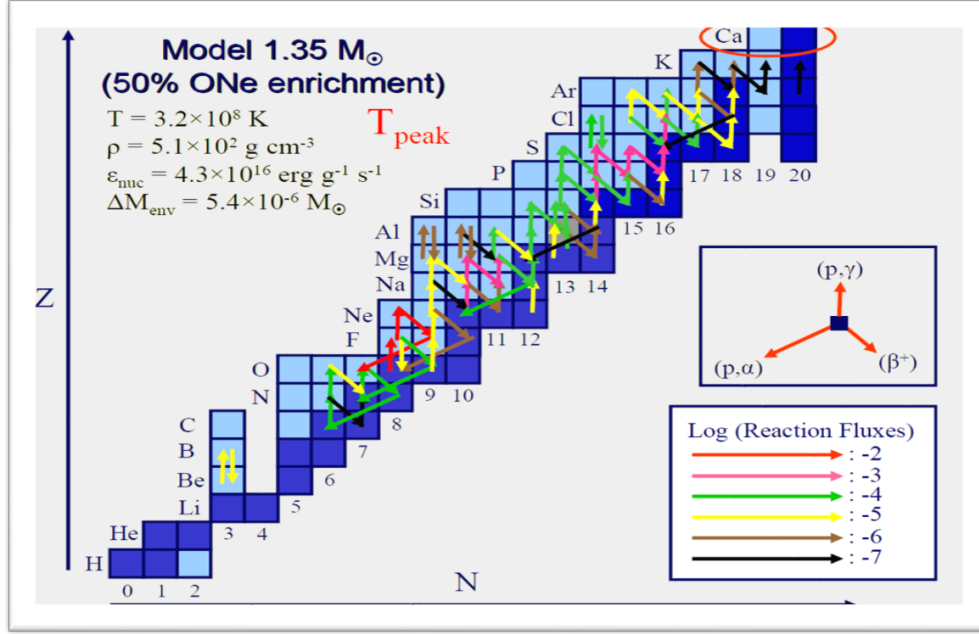 Model 1.35 M☉
(50% ONe enrichment)
T = 3.2×10⁸ K
ρ = 5.1×10² g cm⁻³
ε_nuc = 4.3×10¹⁶ erg g⁻¹ s⁻¹
ΔM_env = 5.4×10⁻⁶ M☉
T_peak
Ca
K
Ar
Cl
S
P
Si
Al
Mg
Na
Ne
F
O
N
C
B
Be
Li
He
H
0
1
2
3
4
5
6
7
8
9
10
11
12
13
14
15
16
17
18
19
20
Z
N
(p,γ)
(p,α)
(β⁺)
Log (Reaction Fluxes)
: -2
: -3
: -4
: -5
: -6
: -7